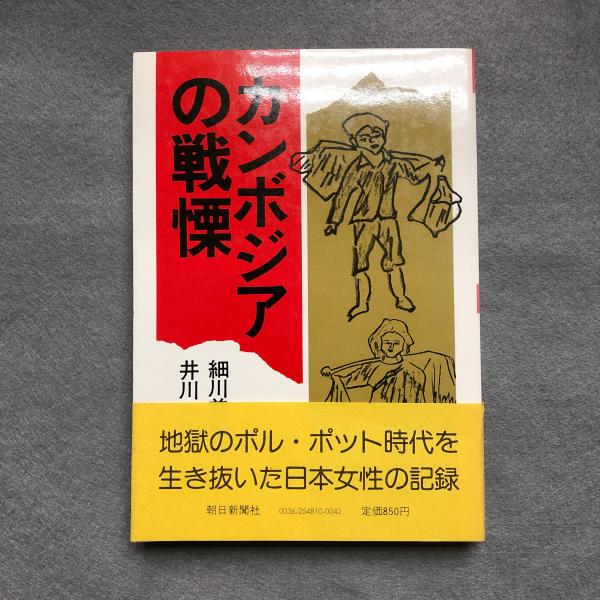 カンボジア
の戦慄
細川
井川
地獄のポル・ポット時代を
生き抜いた日本女性の記録
朝日新聞社 0036-254810-0042 定価850円